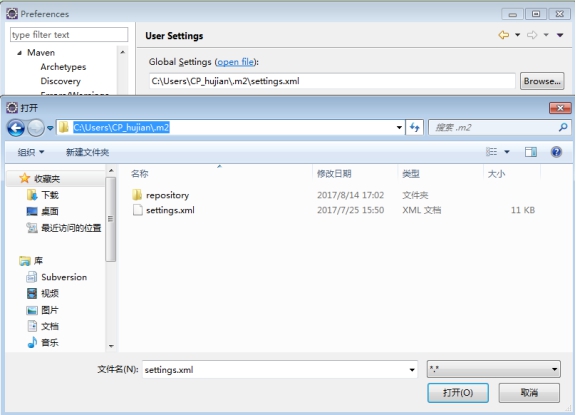 Preferences
type filter text
User Settings
Maven
Archetypes
Discovery
Errors/Warnings
Global Settings (open file):
C:\Users\CP_hujian\.m2\settings.xml
Browse...
打开
C:\Users\CP_hujian\.m2
搜索 .m2
组织
新建文件夹
名称
修改日期
类型
大小
收藏夹
下载
桌面
最近访问的位置
库
Subversion
视频
图片
文档
音乐
repository
2017/8/14 17:02
文件夹
settings.xml
2017/7/25 15:50
XML 文档
11 KB
文件名(N):
settings.xml
*.*
打开(O)
取消